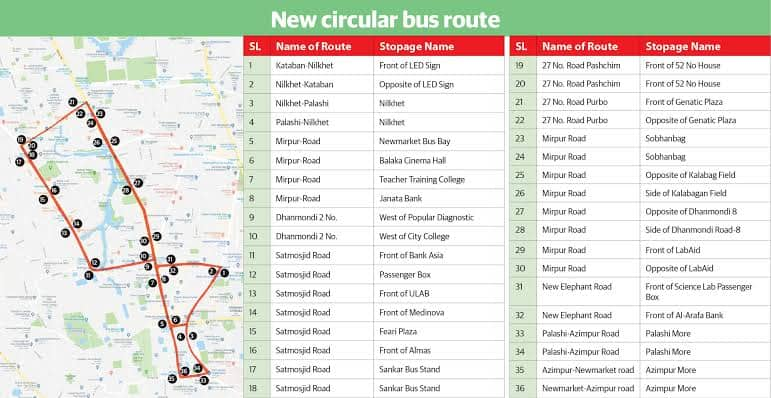 New circular bus route
SL Name of Route Stopage Name
1 Kataban-Nilkhet Front of LED Sign
2 Nilkhet-Kataban Opposite of LED Sign
3 Nilkhet-Palashi Nilkhet
4 Palashi-Nilkhet Nilkhet
5 Mirpur-Road Newmarket Bus Bay
6 Mirpur-Road Balaka Cinema Hall
7 Mirpur-Road Teacher Training College
8 Mirpur-Road Janata Bank
9 Dhanmondi 2 No. West of Popular Diagnostic
10 Dhanmondi 2 No. West of City College
11 Satmosjid Road Front of Bank Asia
12 Satmosjid Road Passenger Box
13 Satmosjid Road Front of ULAB
14 Satmosjid Road Front of Medinova
15 Satmosjid Road Feari Plaza
16 Satmosjid Road Front of Almas
17 Satmosjid Road Sankar Bus Stand
18 Satmosjid Road Sankar Bus Stand
SL Name of Route Stopage Name
19 27 No. Road Pashchim Front of 52 No House
20 27 No. Road Pashchim Front of 52 No House
21 27 No. Road Purbo Front of Genatic Plaza
22 27 No. Road Purbo Opposite of Genatic Plaza
23 Mirpur Road Sobhanbag
24 Mirpur Road Sobhanbag
25 Mirpur Road Opposite of Kalabag Field
26 Mirpur Road Side of Kalabagan Field
27 Mirpur Road Opposite of Dhanmondi 8
28 Mirpur Road Side of Dhanmondi Road-8
29 Mirpur Road Front of LabAid
30 Mirpur Road Opposite of LabAid
31 New Elephant Road Front of Science Lab Passenger
Box
32 New Elephant Road Front of Al-Arafa Bank
33 Palashi-Azimpur Road Palashi More
34 Palashi-Azimpur Road Palashi More
35 Azimpur-Newmarket road Azimpur More
36 Newmarket-Azimpur road Azimpur More